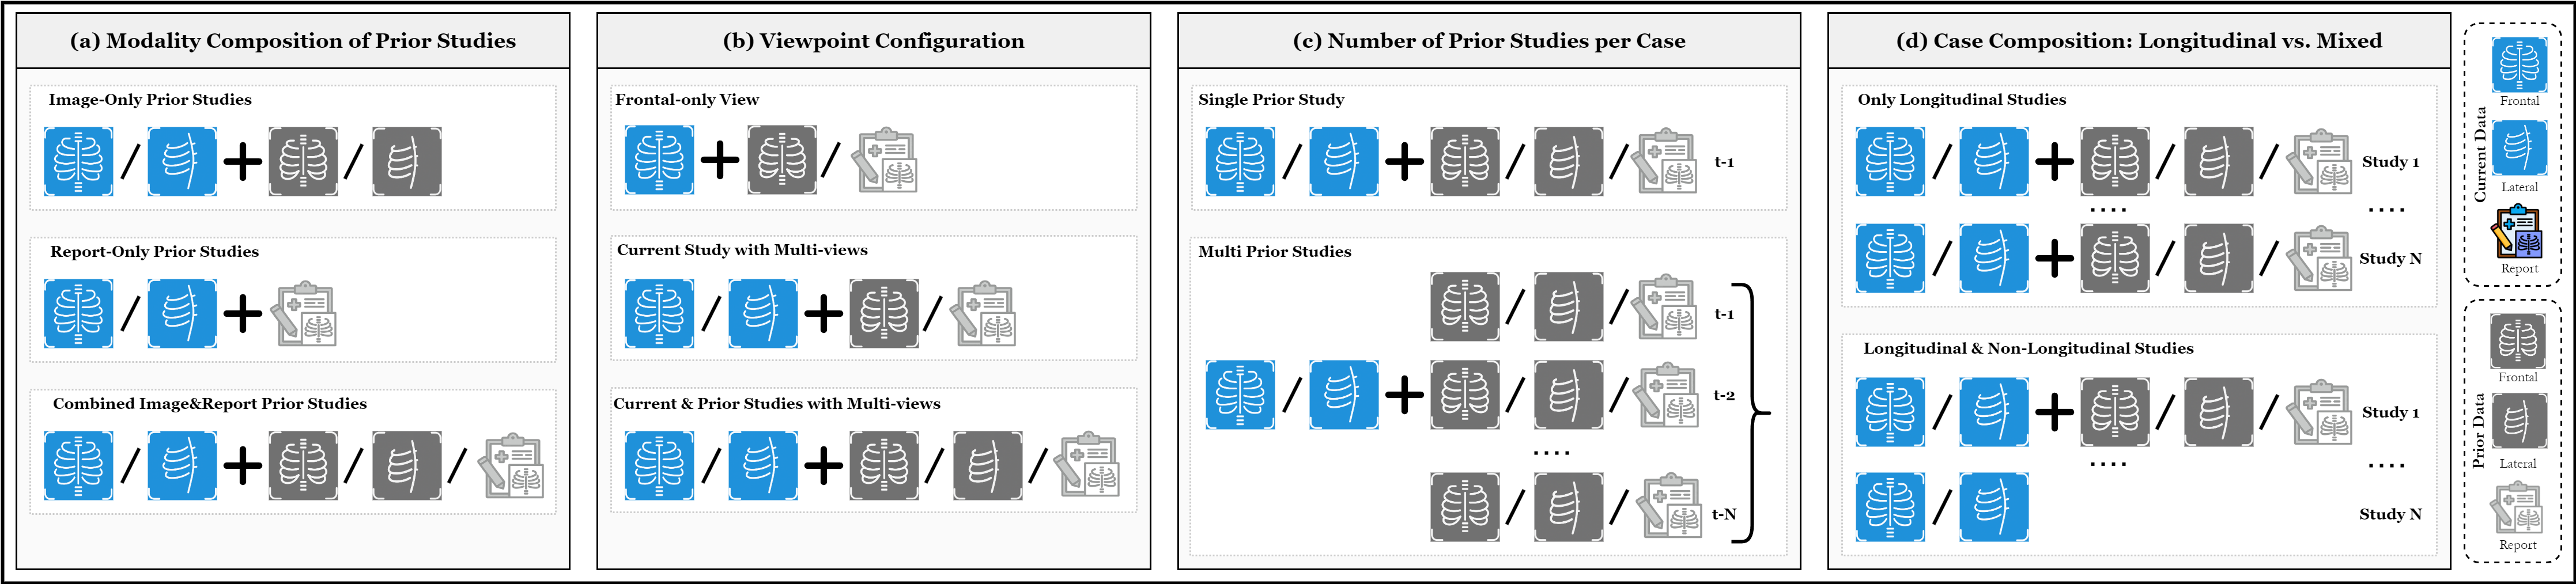 (a) Modality Composition of Prior Studies
Image-Only Prior Studies
Report-Only Prior Studies
Combined Image&Report Prior Studies
(b) Viewpoint Configuration
Frontal-only View
Current Study with Multi-views
Current & Prior Studies with Multi-views
(c) Number of Prior Studies per Case
Single Prior Study
t-1
Multi Prior Studies
t-1
t-2
....
t-N
(d) Case Composition: Longitudinal vs. Mixed
Only Longitudinal Studies
Study 1
.... ....
Study N
Longitudinal & Non-Longitudinal Studies
Study 1
.... ....
Study N
Current Data
Frontal
Lateral
Report
Prior Data
Frontal
Lateral
Report